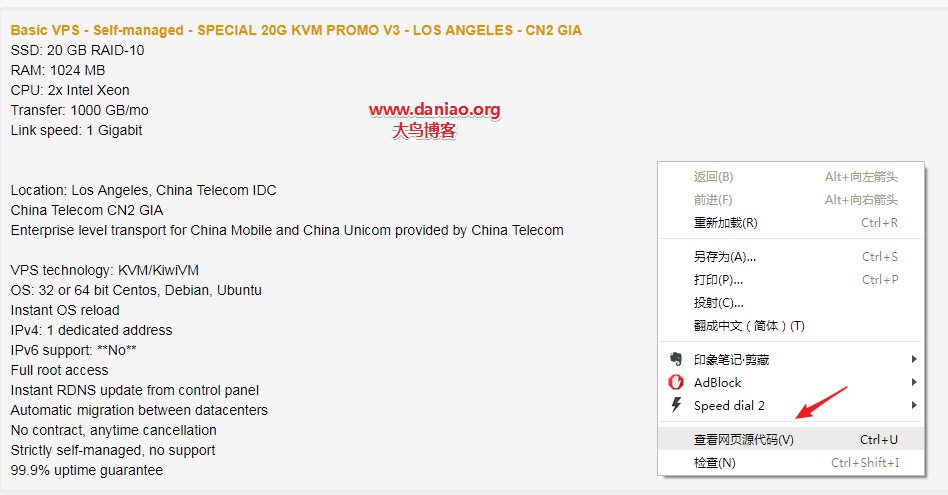 Basic VPS - Self-managed - SPECIAL 20G KVM PROMO V3 - LOS ANGELES - CN2 GIA
SSD: 20 GB RAID-10
RAM: 1024 MB
CPU: 2x Intel Xeon
Transfer: 1000 GB/mo
Link speed: 1 Gigabit
www.daniao.org
大鸟博客
Location: Los Angeles, China Telecom IDC
China Telecom CN2 GIA
Enterprise level transport for China Mobile and China Unicom provided by China Telecom
VPS technology: KVM/KiwiVM
OS: 32 or 64 bit Centos, Debian, Ubuntu
Instant OS reload
IPv4: 1 dedicated address
IPv6 support: **No**
Full root access
Instant RDNS update from control panel
Automatic migration between datacenters
No contract, anytime cancellation
Strictly self-managed, no support
99.9% uptime guarantee
返回(B) Alt+向左箭头
前进(F) Alt+向右箭头
重新加载(R) Ctrl+R
另存为(A)... Ctrl+S
打印(P)... Ctrl+P
投射(C)...
翻成中文（简体）(T)
印象笔记·剪藏
AdBlock
Speed dial 2
查看网页源代码(V) Ctrl+U
检查(N) Ctrl+Shift+I